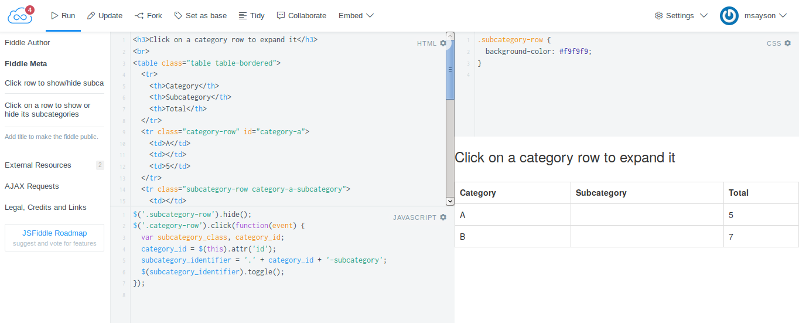 4
Run
Update
Fork
Set as base
Tidy
Collaborate
Embed
Settings
msayson
Fiddle Author
Fiddle Meta
Click row to show/hide subca
Click on a row to show or
hide its subcategories
Add title to make the fiddle public.
External Resources
AJAX Requests
Legal, Credits and Links
JSFiddle Roadmap
suggest and vote for features
HTML
1 <h3>Click on a category row to expand it</h3>
2 <br>
3 <table class="table table-bordered">
4 <tr>
5 <th>Category</th>
6 <th>Subcategory</th>
7 <th>Total</th>
8 </tr>
9 <tr class="category-row" id="category-a">
10 <td>A</td>
11 <td></td>
12 <td>5</td>
13 </tr>
14 <tr class="subcategory-row category-a-subcategory">
15 <td></td>
JAVASCRIPT
1 $('.subcategory-row').hide();
2 $('.category-row').click(function(event) {
3 var subcategory_class, category_id;
4 category_id = $(this).attr('id');
5 subcategory_identifier = '.' + category_id + '-subcategory';
6 $(subcategory_identifier).toggle();
7 });
8
CSS
1 .subcategory-row {
2 background-color: #f9f9f9;
3 }
4
Click on a category row to expand it
Category Subcategory Total
A 5
B 7